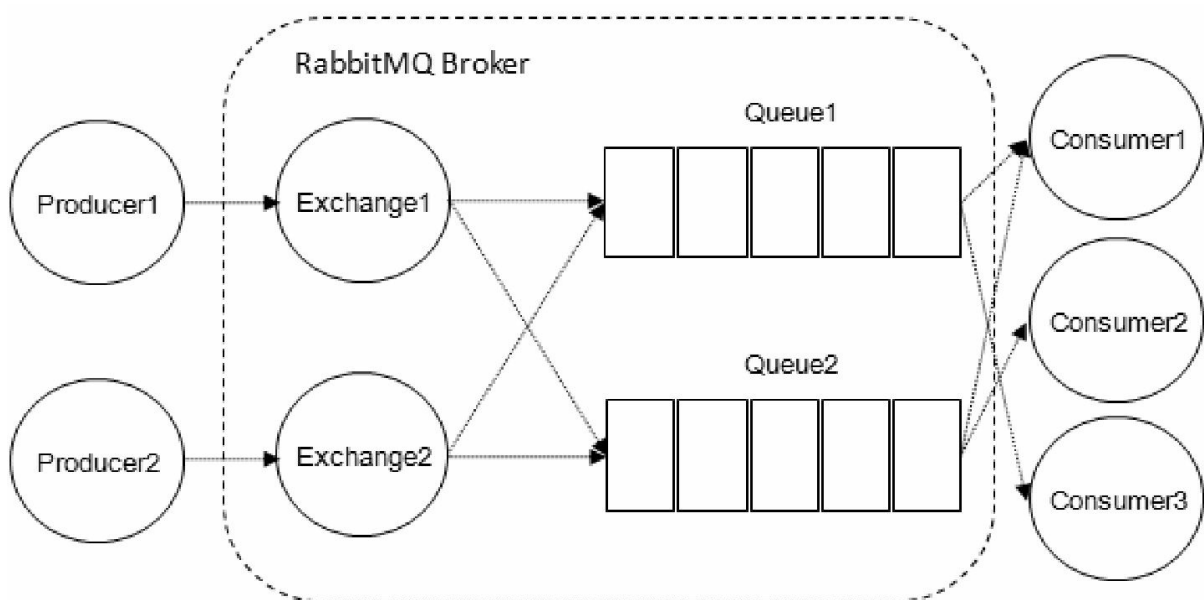 RabbitMQ Broker
Queue1
Producer1
Exchange1
Consumer1
Consumer2
Queue2
Producer2
Exchange2
Consumer3